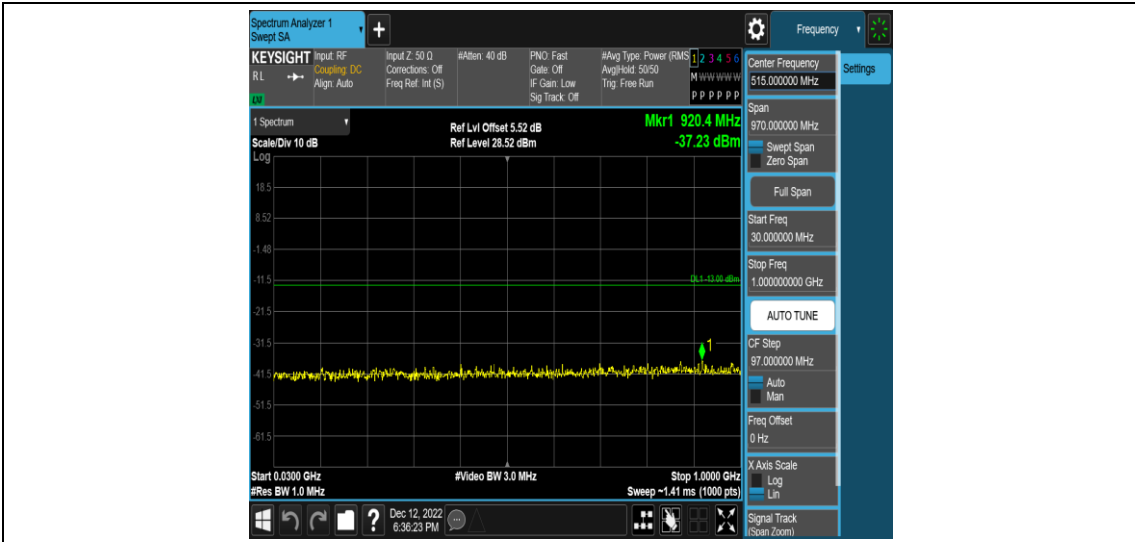 Spectrum Analyzer 1
Swept SA
+
Frequency
KEYSIGHT
RL
LXI
Input: RF
Coupling: DC
Align: Auto
Input Z: 50 Ω
Corrections: Off
Freq Ref: Int (S)
#Atten: 40 dB
PNO: Fast
Gate: Off
IF Gain: Low
Sig Track: Off
#Avg Type: Power (RMS
Avg|Hold: 50/50
Trig: Free Run
1 2 3 4 5 6
M W W W W W
P P P P P P
1 Spectrum
Scale/Div 10 dB
Log
Ref Lvl Offset 5.52 dB
Ref Level 28.52 dBm
Mkr1 920.4 MHz
-37.23 dBm
18.5
8.52
-1.48
-11.5
DL1 -13.00 dBm
-21.5
-31.5
1
-41.5
-51.5
-61.5
Start 0.0300 GHz
#Res BW 1.0 MHz
#Video BW 3.0 MHz
Stop 1.0000 GHz
Sweep ~1.41 ms (1000 pts)
?
Dec 12, 2022
6:36:23 PM
Center Frequency
515.000000 MHz
Settings
Span
970.000000 MHz
Swept Span
Zero Span
Full Span
Start Freq
30.000000 MHz
Stop Freq
1.000000000 GHz
AUTO TUNE
CF Step
97.000000 MHz
Auto
Man
Freq Offset
0 Hz
X Axis Scale
Log
Lin
Signal Track
(Span Zoom)